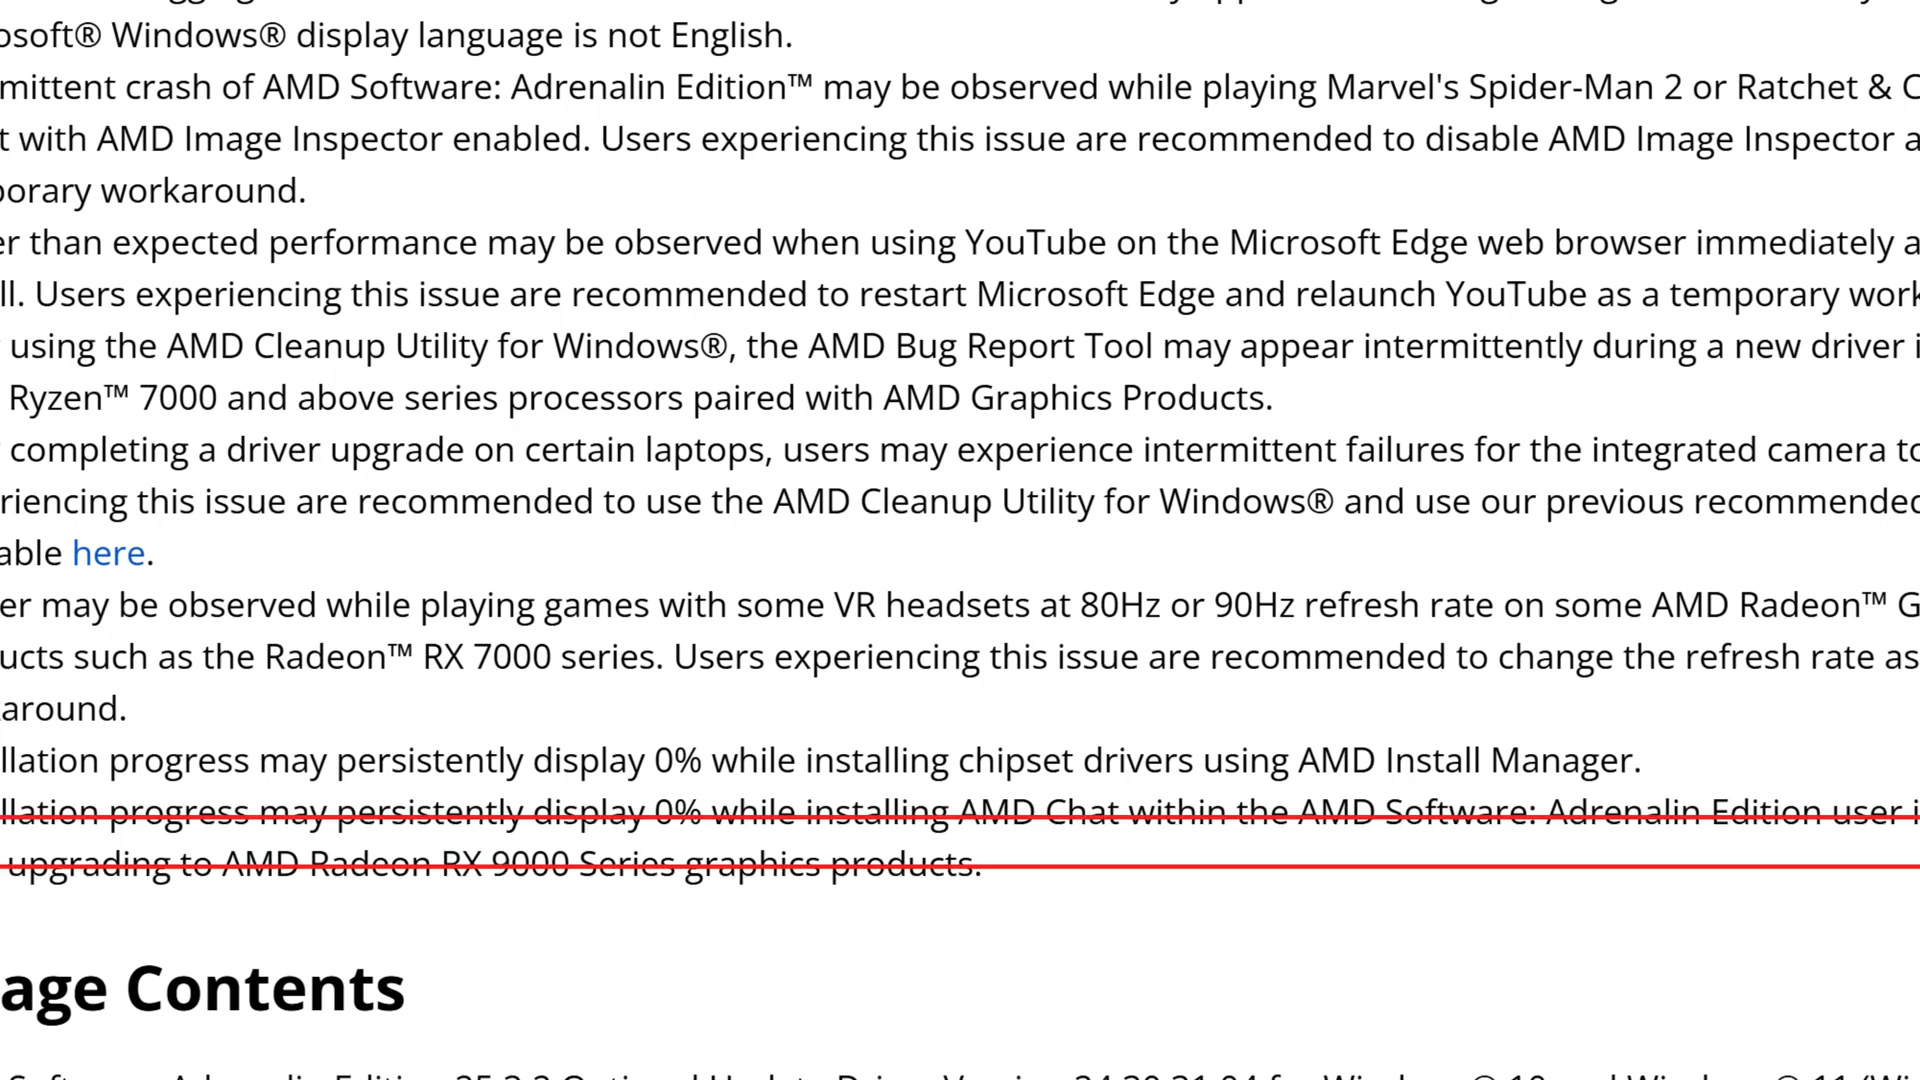 osoft® Windows® display language is not English.
mittent crash of AMD Software: Adrenalin Edition™ may be observed while playing Marvel's Spider-Man 2 or Ratchet & C
t with AMD Image Inspector enabled. Users experiencing this issue are recommended to disable AMD Image Inspector a
porary workaround.
er than expected performance may be observed when using YouTube on the Microsoft Edge web browser immediately a
ll. Users experiencing this issue are recommended to restart Microsoft Edge and relaunch YouTube as a temporary work
using the AMD Cleanup Utility for Windows®, the AMD Bug Report Tool may appear intermittently during a new driver i
Ryzen™ 7000 and above series processors paired with AMD Graphics Products.
completing a driver upgrade on certain laptops, users may experience intermittent failures for the integrated camera to
riencing this issue are recommended to use the AMD Cleanup Utility for Windows® and use our previous recommended
able here.
er may be observed while playing games with some VR headsets at 80Hz or 90Hz refresh rate on some AMD Radeon™ G
ucts such as the Radeon™ RX 7000 series. Users experiencing this issue are recommended to change the refresh rate as
around.
llation progress may persistently display 0% while installing chipset drivers using AMD Install Manager.
llation progress may persistently display 0% while installing AMD Chat within the AMD Software: Adrenalin Edition user i
upgrading to AMD Radeon RX 9000 Series graphics products.
age Contents